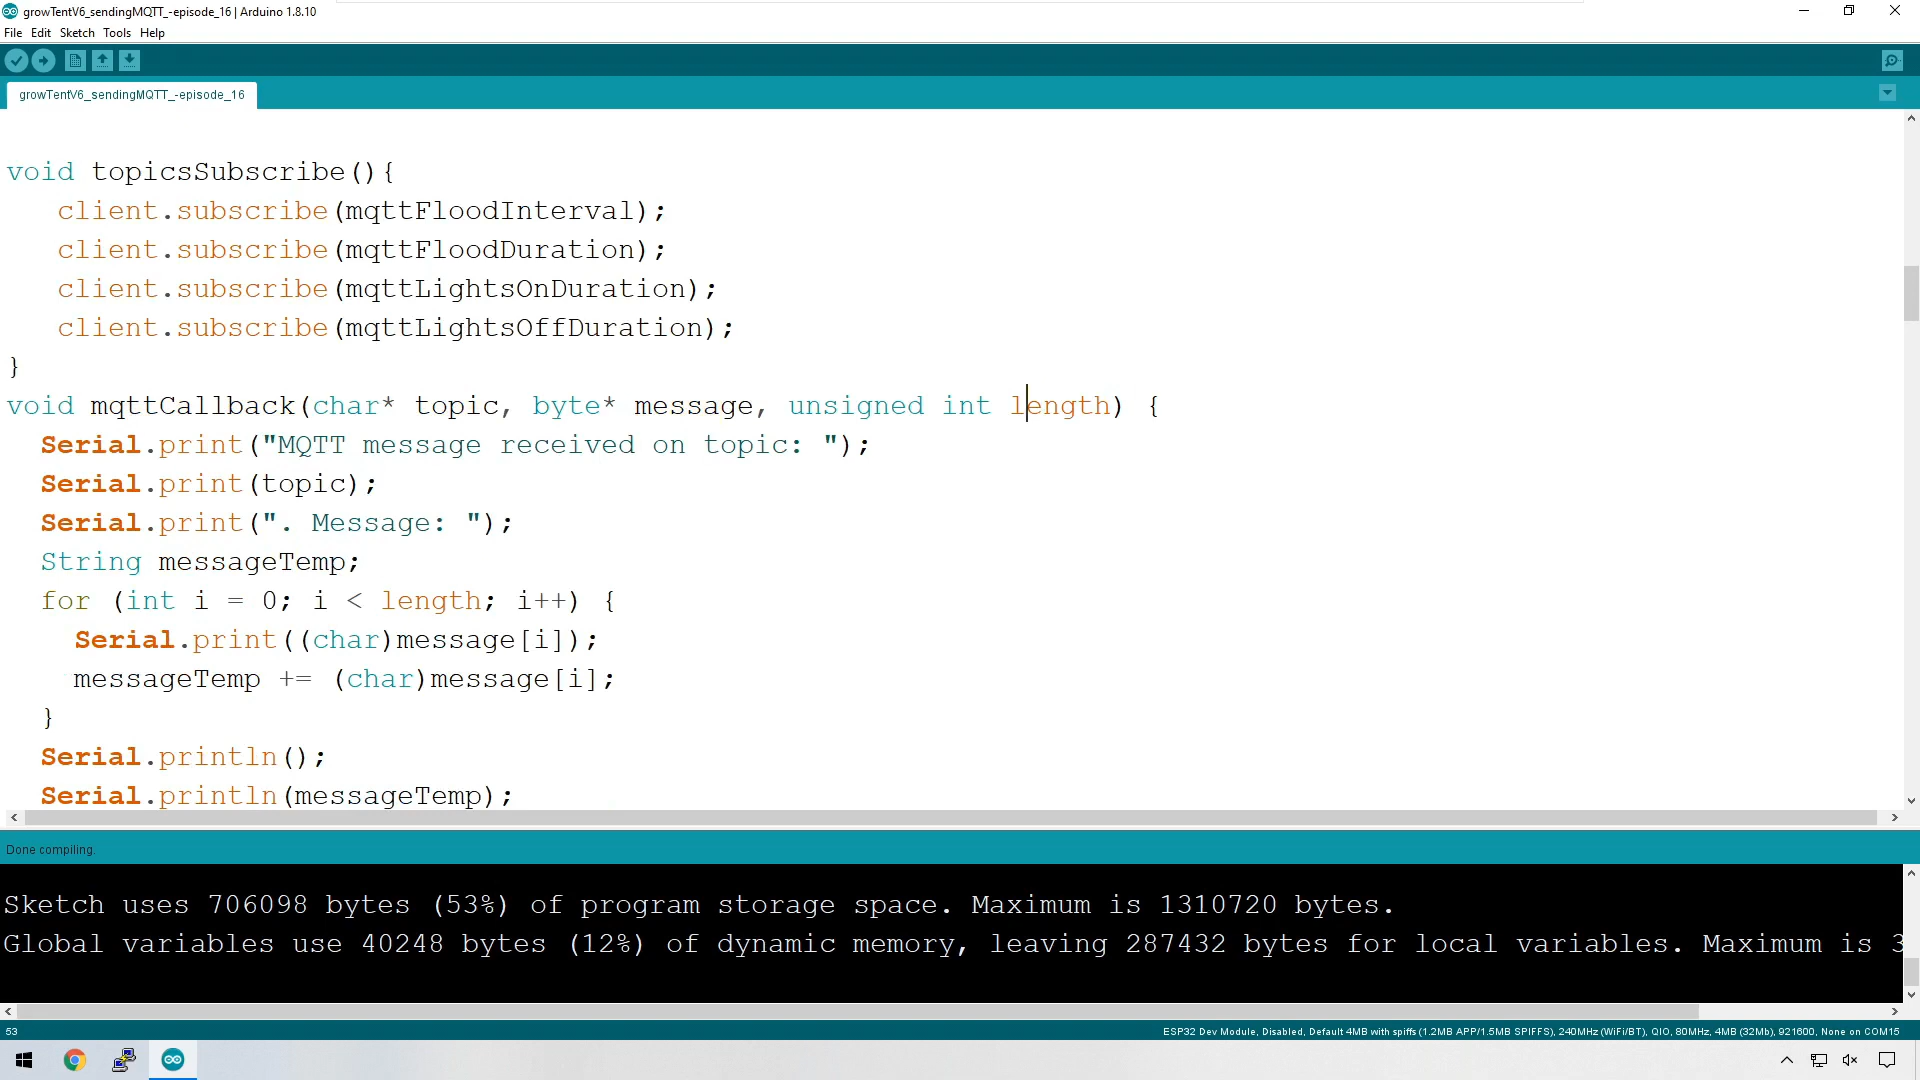 growTentV6_sendingMQTT_-episode_16 | Arduino 1.8.10
File Edit Sketch Tools Help
growTentV6_sendingMQTT_-episode_16
void topicsSubscribe(){
client.subscribe(mqttFloodInterval);
client.subscribe(mqttFloodDuration);
client.subscribe(mqttLightsOnDuration);
client.subscribe(mqttLightsOffDuration);
}
void mqttCallback(char* topic, byte* message, unsigned int length) {
Serial.print("MQTT message received on topic: ");
Serial.print(topic);
Serial.print(". Message: ");
String messageTemp;
for (int i = 0; i < length; i++) {
Serial.print((char)message[i]);
messageTemp += (char)message[i];
}
Serial.println();
Serial.println(messageTemp);
Done compiling.
Sketch uses 706098 bytes (53%) of program storage space. Maximum is 1310720 bytes.
Global variables use 40248 bytes (12%) of dynamic memory, leaving 287432 bytes for local variables. Maximum is 3
53
ESP32 Dev Module, Disabled, Default 4MB with spiffs (1.2MB APP/1.5MB SPIFFS), 240MHz (WiFi/BT), QIO, 80MHz, 4MB (32Mb), 921600, None on COM15